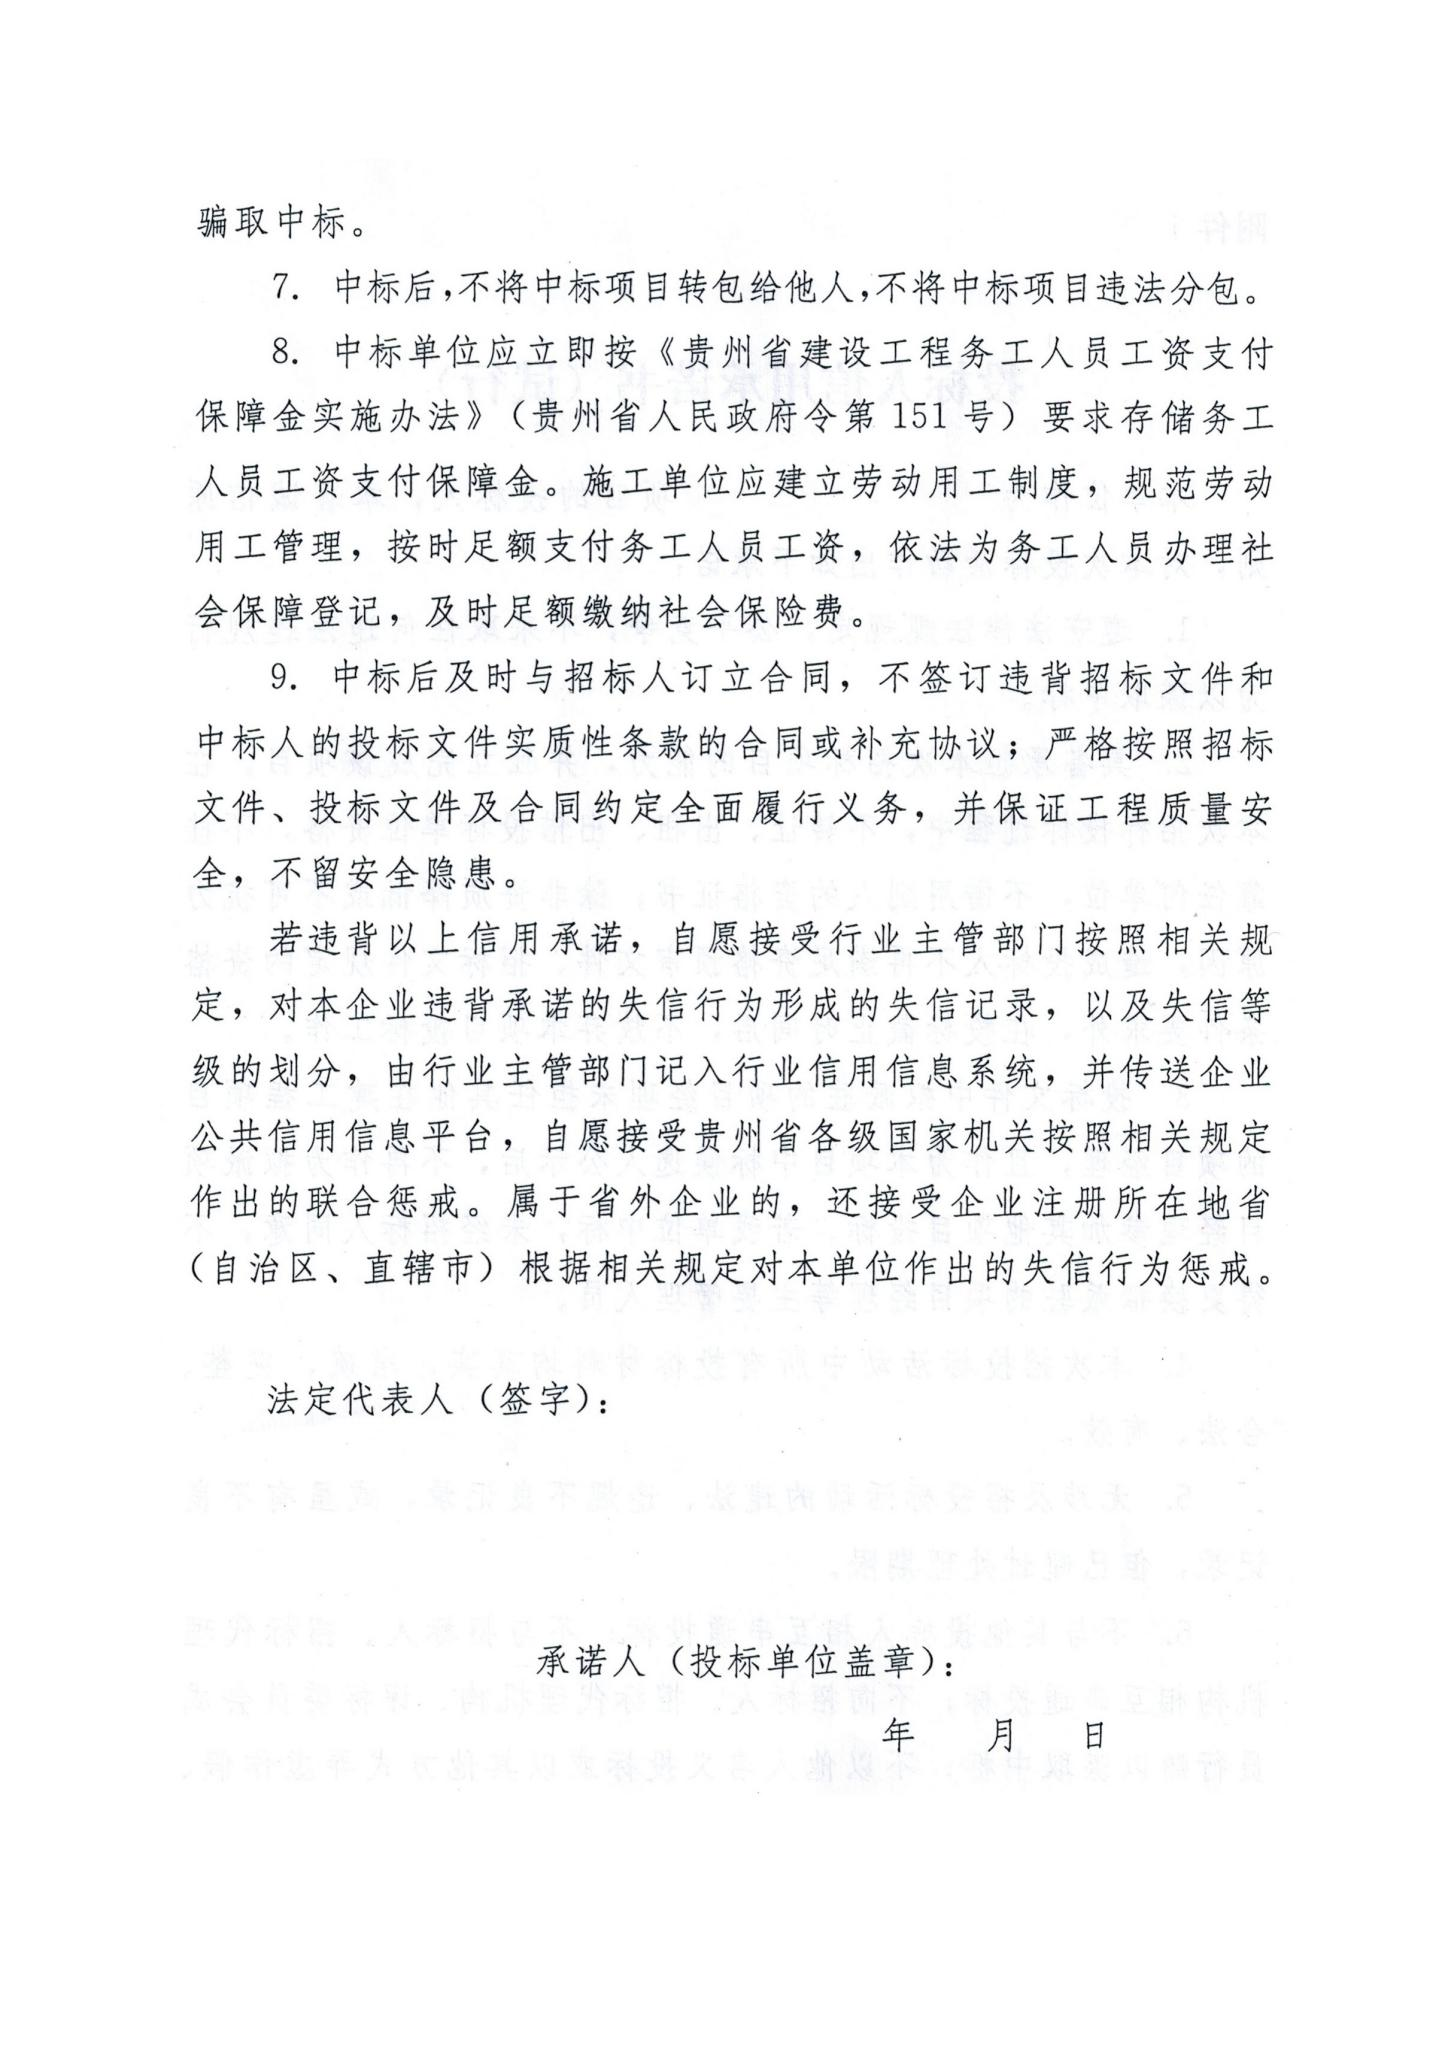 骗取中标。
7. 中标后,不将中标项目转包给他人,不将中标项目违法分包。
8. 中标单位应立即按《贵州省建设工程务工人员工资支付
保障金实施办法》（贵州省人民政府令第 151 号）要求存储务工
人员工资支付保障金。施工单位应建立劳动用工制度，规范劳动
用工管理，按时足额支付务工人员工资，依法为务工人员办理社
会保障登记，及时足额缴纳社会保险费。
9. 中标后及时与招标人订立合同，不签订违背招标文件和
中标人的投标文件实质性条款的合同或补充协议；严格按照招标
文件、投标文件及合同约定全面履行义务，并保证工程质量安
全，不留安全隐患。
若违背以上信用承诺，自愿接受行业主管部门按照相关规
定，对本企业违背承诺的失信行为形成的失信记录，以及失信等
级的划分，由行业主管部门记入行业信用信息系统，并传送企业
公共信用信息平台，自愿接受贵州省各级国家机关按照相关规定
作出的联合惩戒。属于省外企业的，还接受企业注册所在地省
（自治区、直辖市）根据相关规定对本单位作出的失信行为惩戒。
法定代表人（签字）：
承诺人（投标单位盖章）：
年 月 日